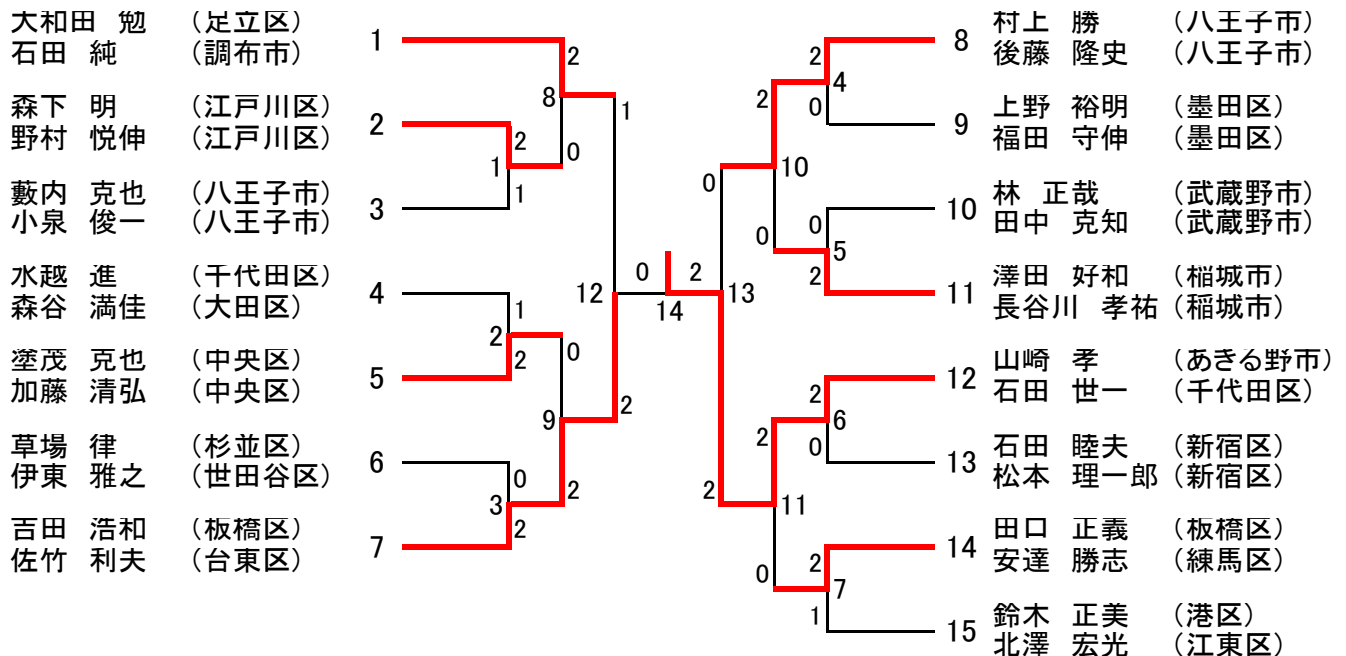 大和田 勉 （足立区）
石田 純 （調布市）
1
森下 明 （江戸川区）
野村 悦伸 （江戸川区）
2
藪内 克也 （八王子市）
小泉 俊一 （八王子市）
3
水越 進 （千代田区）
森谷 満佳 （大田区）
4
塗茂 克也 （中央区）
加藤 清弘 （中央区）
5
草場 律 （杉並区）
伊東 雅之 （世田谷区）
6
吉田 浩和 （板橋区）
佐竹 利夫 （台東区）
7
2
8
1
2
0
1
1
1
2
0
2
9
2
0
3
2
2
12
0
2
14
13
0
2
2
4
0
2
10
0
0
5
2
2
6
0
2
11
0
2
7
1
8
村上 勝 （八王子市）
後藤 隆史 （八王子市）
9
上野 裕明 （墨田区）
福田 守伸 （墨田区）
10
林 正哉 （武蔵野市）
田中 克知 （武蔵野市）
11
澤田 好和 （稲城市）
長谷川 孝祐 （稲城市）
12
山崎 孝 （あきる野市）
石田 世一 （千代田区）
13
石田 睦夫 （新宿区）
松本 理一郎 （新宿区）
14
田口 正義 （板橋区）
安達 勝志 （練馬区）
15
鈴木 正美 （港区）
北澤 宏光 （江東区）